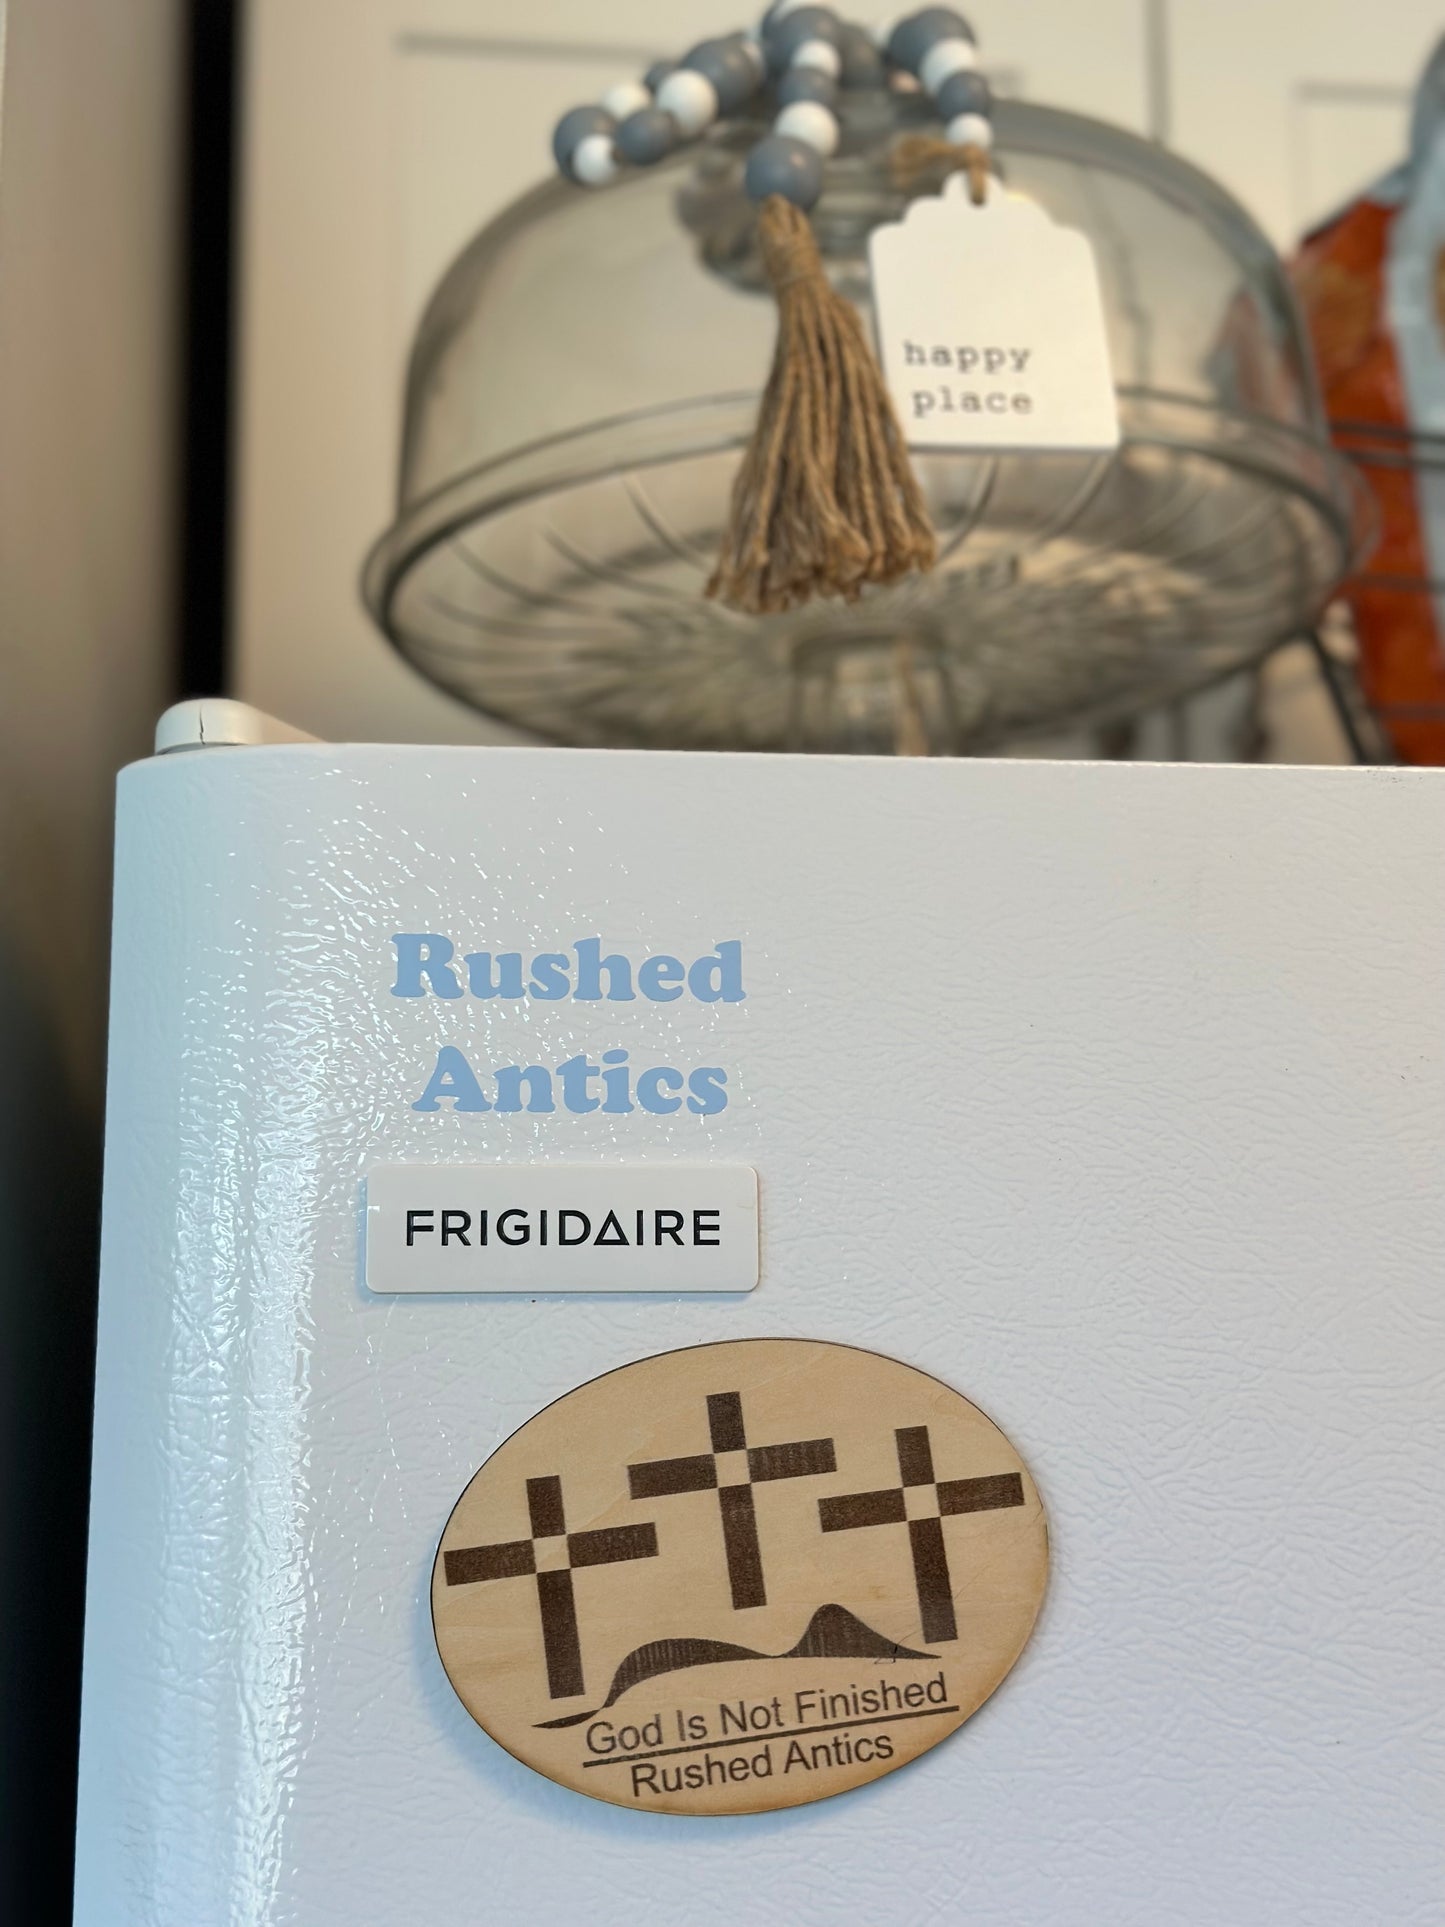 happy
place
Rushed
Antics
FRIGIDAIRE
God Is Not Finished
Rushed Antics